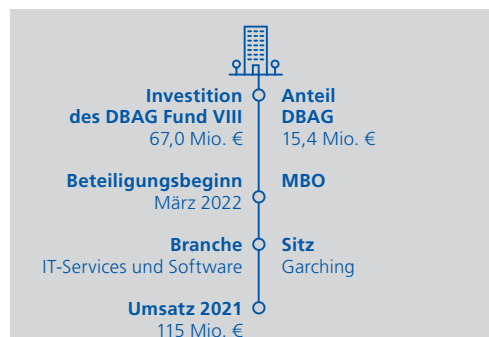 Investition
des DBAG Fund VIII
67,0 Mio. €
Anteil
DBAG
15,4 Mio. €
Beteiligungsbeginn
März 2022
MBO
Branche
IT-Services und Software
Sitz
Garching
Umsatz 2021
115 Mio. €